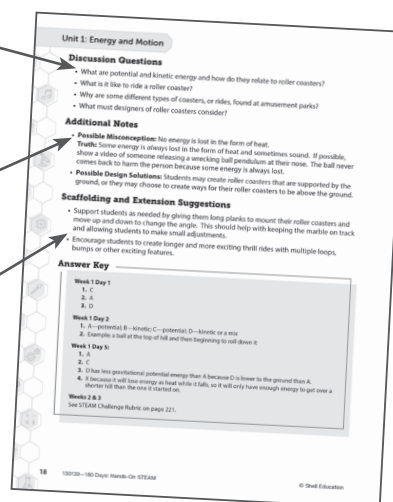 Unit 1: Energy and Motion
Discussion Questions
• What are potential and kinetic energy and how do they relate to roller coasters?
• What is it like to ride a roller coaster?
• Why are some different types of coasters, or rides, found at amusement parks?
• What must designers of roller coasters consider?
Additional Notes
• Possible Misconception: No energy is lost in the form of heat.
Truth: Some energy is always lost in the form of heat and sometimes sound. If possible,
show a video of someone releasing a wrecking ball pendulum at their nose. The ball never
comes back to harm the person because some energy is always lost.
• Possible Design Solutions: Students may create roller coasters that are supported by the
ground, or they may choose to create ways for their roller coasters to be above the ground.
Scaffolding and Extension Suggestions
• Support students as needed by giving them long planks to mount their roller coasters and
move up and down to change the angle. This should help with keeping the marble on track
and allowing students to make small adjustments.
• Encourage students to create longer and more exciting thrill rides with multiple loops,
bumps or other exciting features.
Answer Key
Week 1 Day 1
1. C
2. A
3. D
Week 1 Day 2
1. A—potential; B—kinetic; C—potential; D—kinetic or a mix
2. Example: a ball at the top of hill and then beginning to roll down it
Week 1 Day 5:
1. A
2. C
3. D has less gravitational potential energy than A because D is lower to the ground than A.
4. X because it will lose energy as heat while it falls, so it will only have enough energy to get over a
shorter hill than the one it started on.
Weeks 2 & 3
See STEAM Challenge Rubric on page 221.
18
—180 Days: Hands-On STEAM
© Shell Education